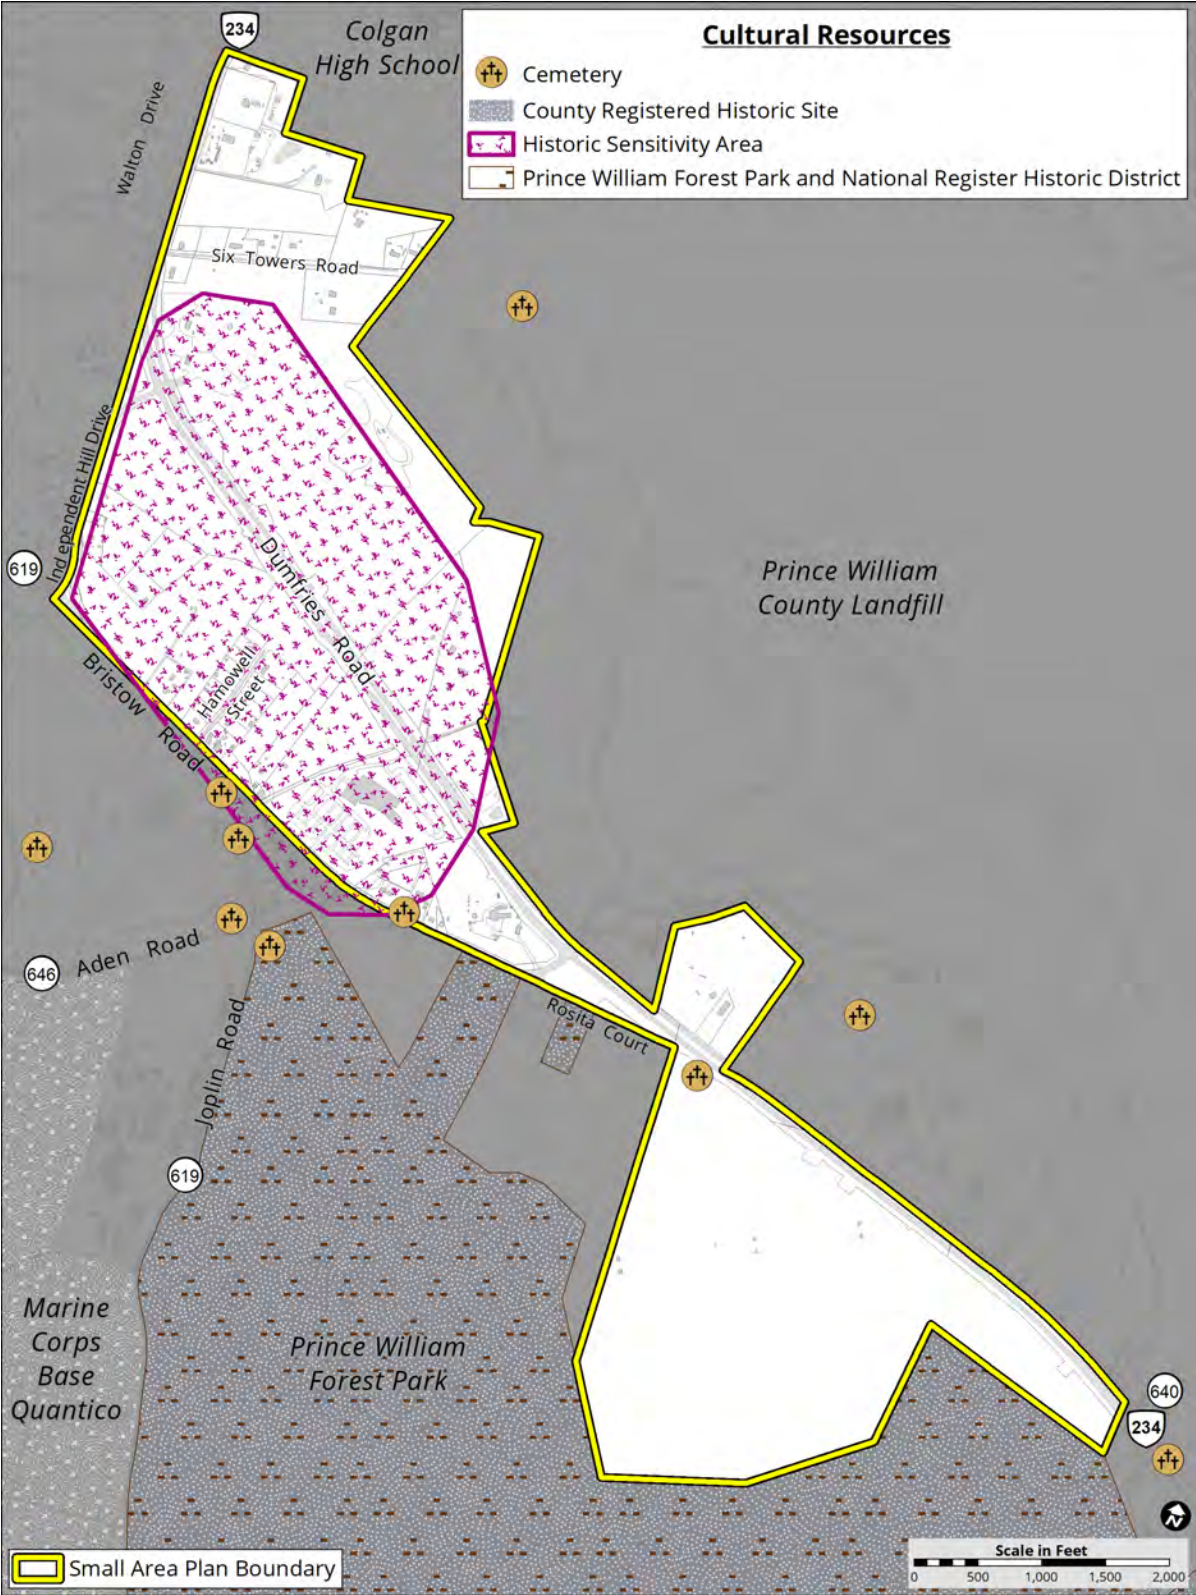 234
Colgan
High School
Cultural Resources
Cemetery
County Registered Historic Site
Historic Sensitivity Area
Prince William Forest Park and National Register Historic District
Walton Drive
Six Towers Road
Independent Hill Drive
619
Dumfries Road
Prince William
County Landfill
Hamowell
Street
Bristow Road
Aden Road
646
Joplin Road
Rosita Court
619
Marine
Corps
Base
Quantico
Prince William
Forest Park
640
234
N
Small Area Plan Boundary
Scale in Feet
0 500 1,000 1,500 2,000